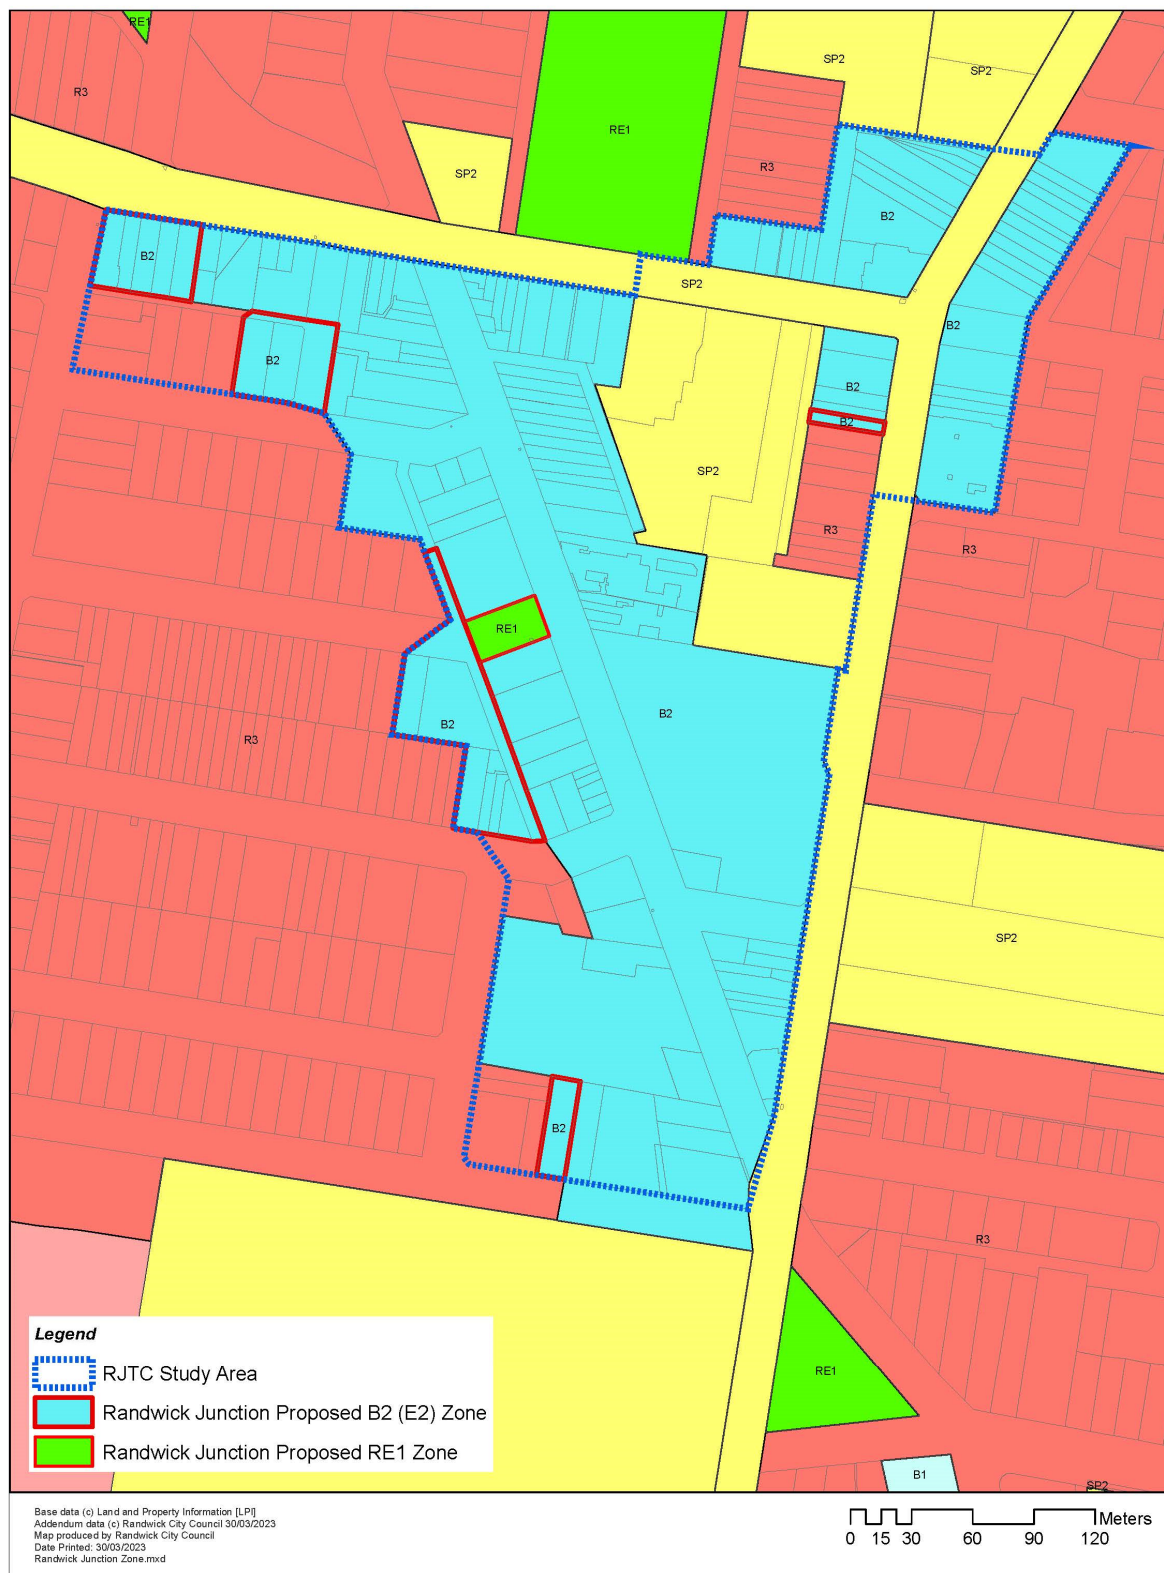 RE1
SP2
SP2
R3
RE1
R3
SP2
B2
B2
SP2
B2
B2
B2
B2
SP2
R3
R3
RE1
B2
B2
R3
SP2
B2
R3
RE1
B1
SP2
Legend
RJTC Study Area
Randwick Junction Proposed B2 (E2) Zone
Randwick Junction Proposed RE1 Zone
Base data (c) Land and Property Information [LPI]
Addendum data (c) Randwick City Council 30/03/2023
Map produced by Randwick City Council
Date Printed: 30/03/2023
Randwick Junction Zone.mxd
Meters
0 15 30 60 90 120